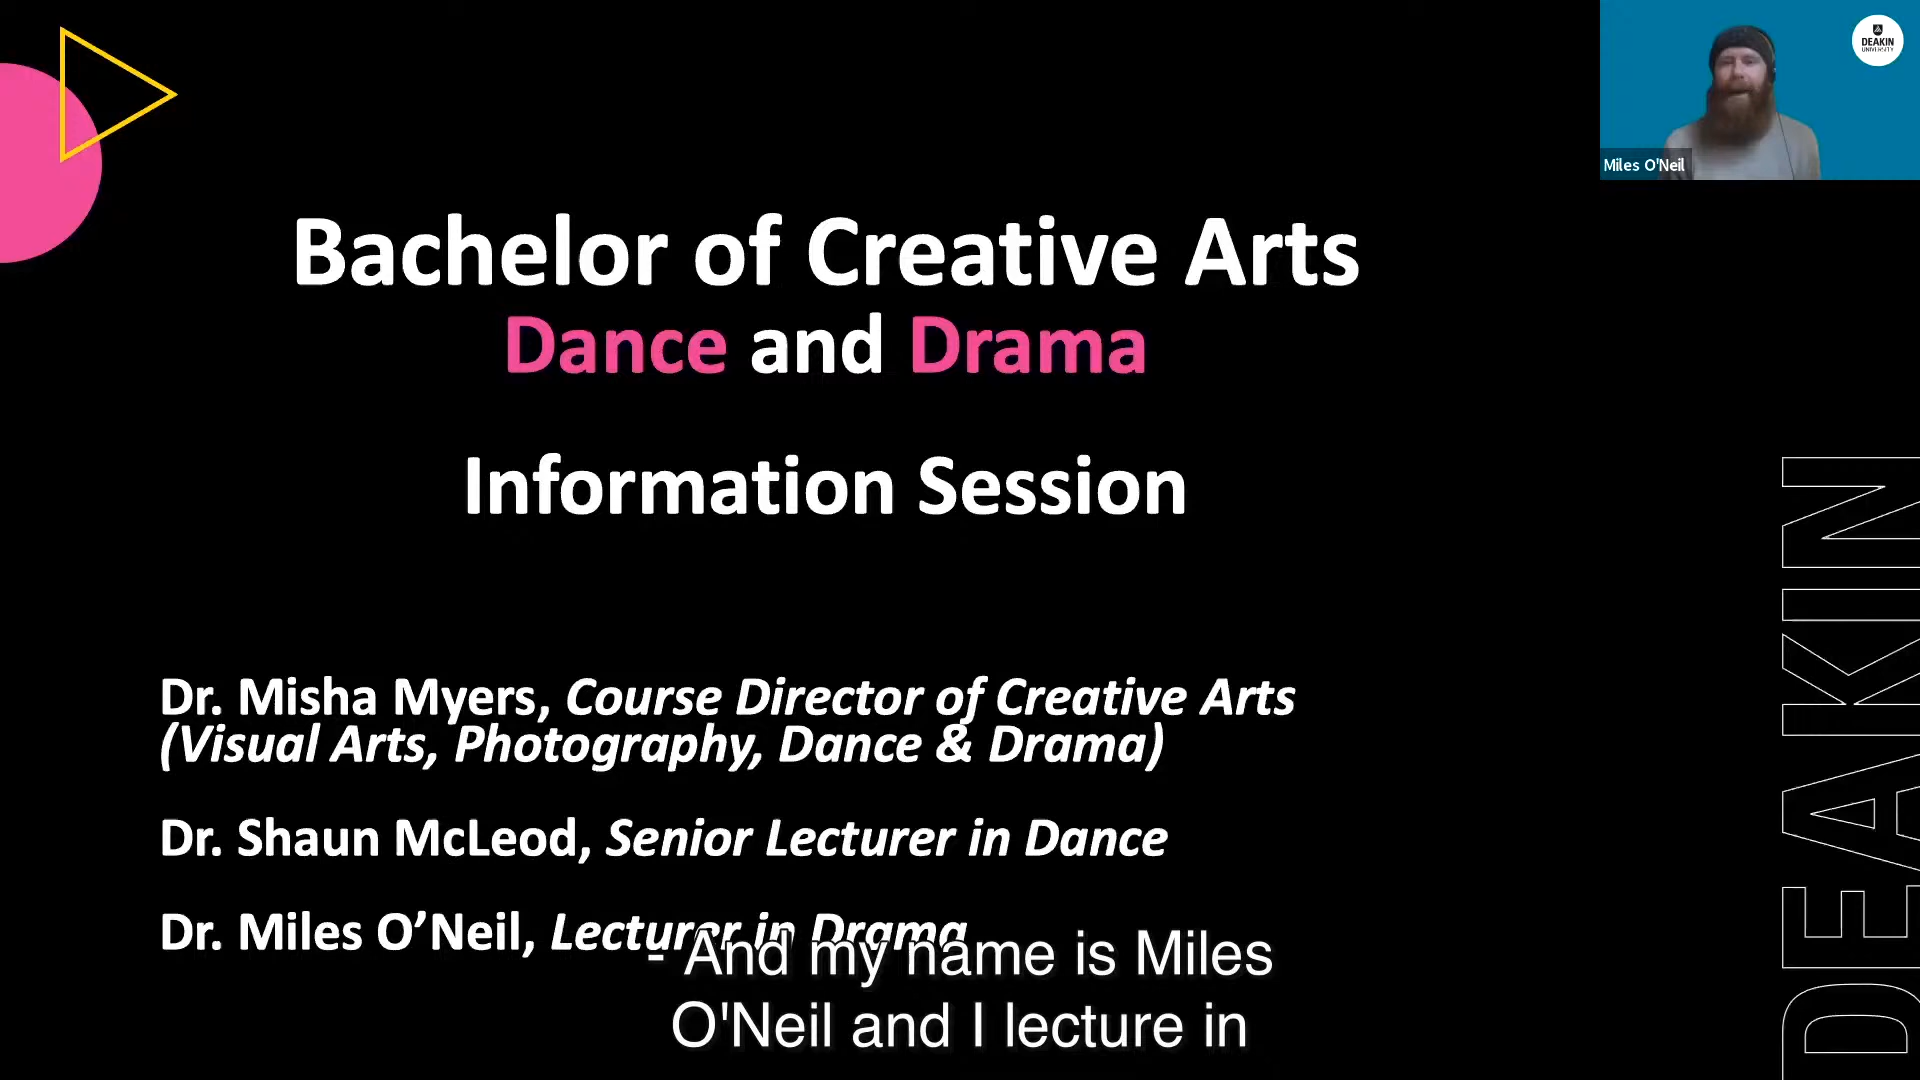 DEAKIN
UNIVERSITY
Miles O'Neil
Bachelor of Creative Arts
Dance and Drama
Information Session
Dr. Misha Myers, Course Director of Creative Arts
(Visual Arts, Photography, Dance & Drama)
Dr. Shaun McLeod, Senior Lecturer in Dance
Dr. Miles O’Neil, Lecturer in Drama
- And my name is Miles
O'Neil and I lecture in
DEAKIN